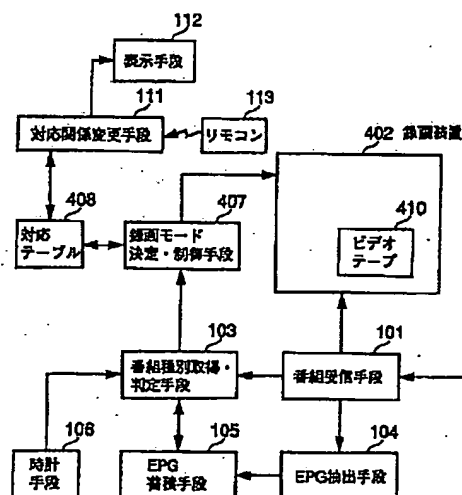 112
表示手段
111
対応関係変更手段
113
リモコン
402 録画装置
408
対応
テーブル
407
録画モード
決定・制御手段
410
ビデオ
テープ
103
番組種別取得・
判定手段
101
番組受信手段
106
時計
手段
105
EPG
蓄積手段
104
EPG抽出手段